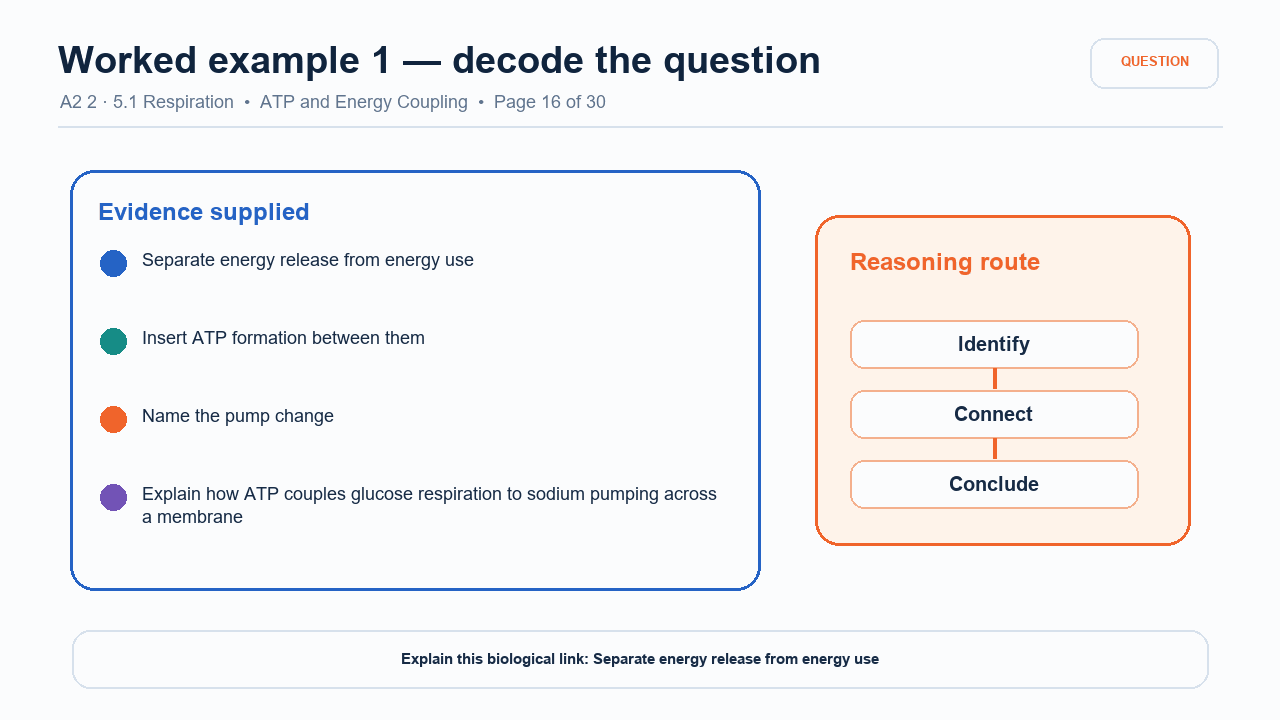 Worked example 1 — decode the question
QUESTION
A2 2 · 5.1 Respiration • ATP and Energy Coupling • Page 16 of 30
Evidence supplied
Separate energy release from energy use
Insert ATP formation between them
Name the pump change
Explain how ATP couples glucose respiration to sodium pumping across
a membrane
Reasoning route
Identify
Connect
Conclude
Explain this biological link: Separate energy release from energy use